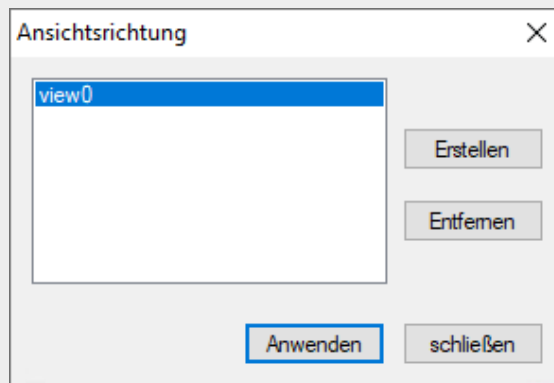 Ansichtsrichtung
view0
Erstellen
Entfernen
Anwenden
schließen